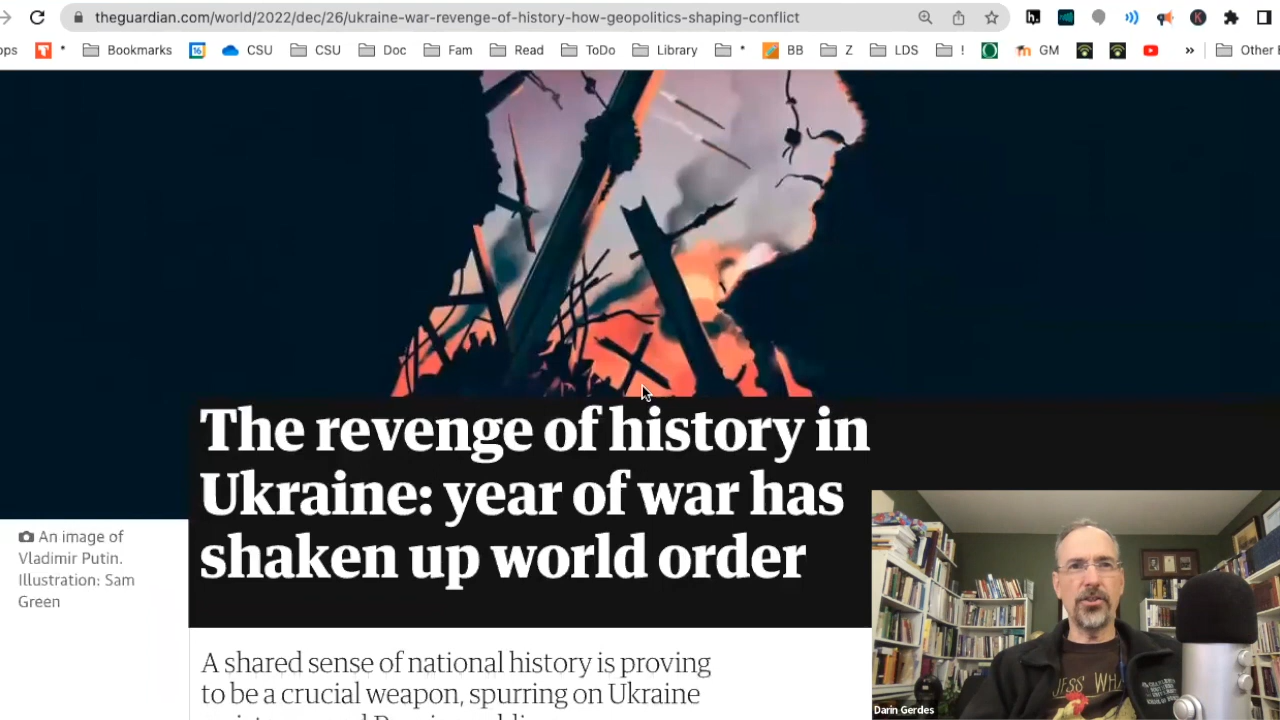 theguardian.com/world/2022/dec/26/ukraine-war-revenge-of-history-how-geopolitics-shaping-conflict
ops T * Bookmarks 16 CSU CSU Doc Fam Read ToDo Library * BB Z LDS ! GM » Other
The revenge of history in
Ukraine: year of war has
shaken up world order
An image of
Vladimir Putin.
Illustration: Sam
Green
A shared sense of national history is proving
to be a crucial weapon, spurring on Ukraine
Darin Gerdes